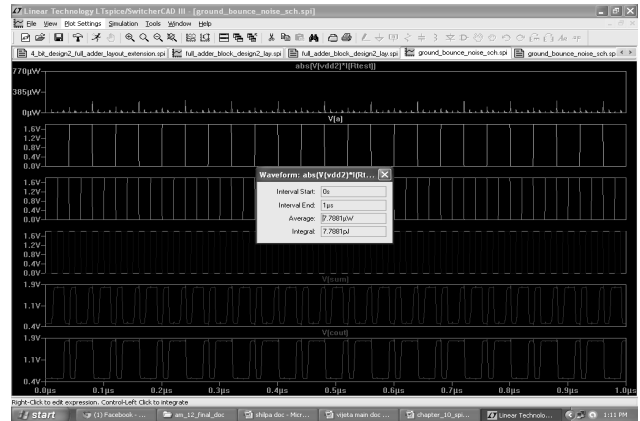 Linear Technology LTspice/SwitcherCAD III - [ground_bounce_noise_sch.spi]
File View Plot Settings Simulation Tools Window Help
4_bit_design2_full_adder_layout_extension.spi full_adder_block_design2_lay.spi full_adder_block_design2_lay.spi ground_bounce_noise_sch.spi ground_bounce_noise_sch.sp
abs(V(vdd2)*I(Rtest))
770µW
385µW
0µW
V(a)
1.6V
1.2V
0.8V
0.4V
0.0V
Waveform: abs(V(vdd2)*I(Rt...
Interval Start: 0s
Interval End: 1µs
Average: 7.7881µW
Integral: 7.7881pJ
1.6V
1.2V
0.8V
0.4V
0.0V
1.6V
1.2V
0.8V
0.4V
0.0V
V(sum)
1.9V
1.1V
0.4V
V(cout)
1.9V
1.1V
0.4V
0.0µs 0.1µs 0.2µs 0.3µs 0.4µs 0.5µs 0.6µs 0.7µs 0.8µs 0.9µs 1.0µs
Right-Click to edit expression. Control-Left Click to integrate
start (1) Facebook - ... am_12_final_doc shilpa doc - Micr... vijeta main doc ... chapter_10_spi... Linear Technolo... 1:11 PM